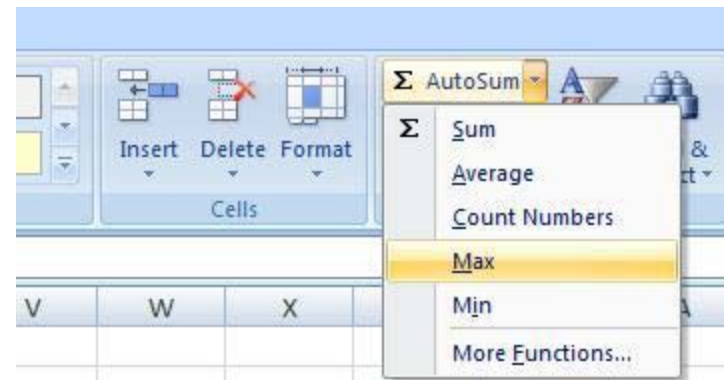 Σ AutoSum
Insert Delete Format
Cells
Σ Sum
Average
Count Numbers
Max
Min
More Functions...
&
V W X